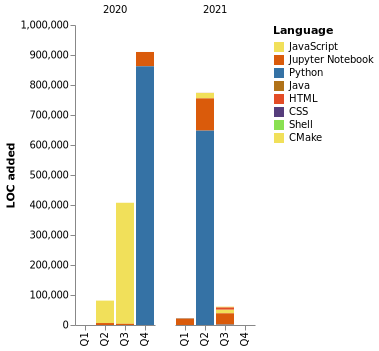 2020 2021
Language
JavaScript
Jupyter Notebook
Python
Java
HTML
CSS
Shell
CMake
LOC added
1,000,000
900,000
800,000
700,000
600,000
500,000
400,000
300,000
200,000
100,000
0
Q1 Q2 Q3 Q4 Q1 Q2 Q3 Q4